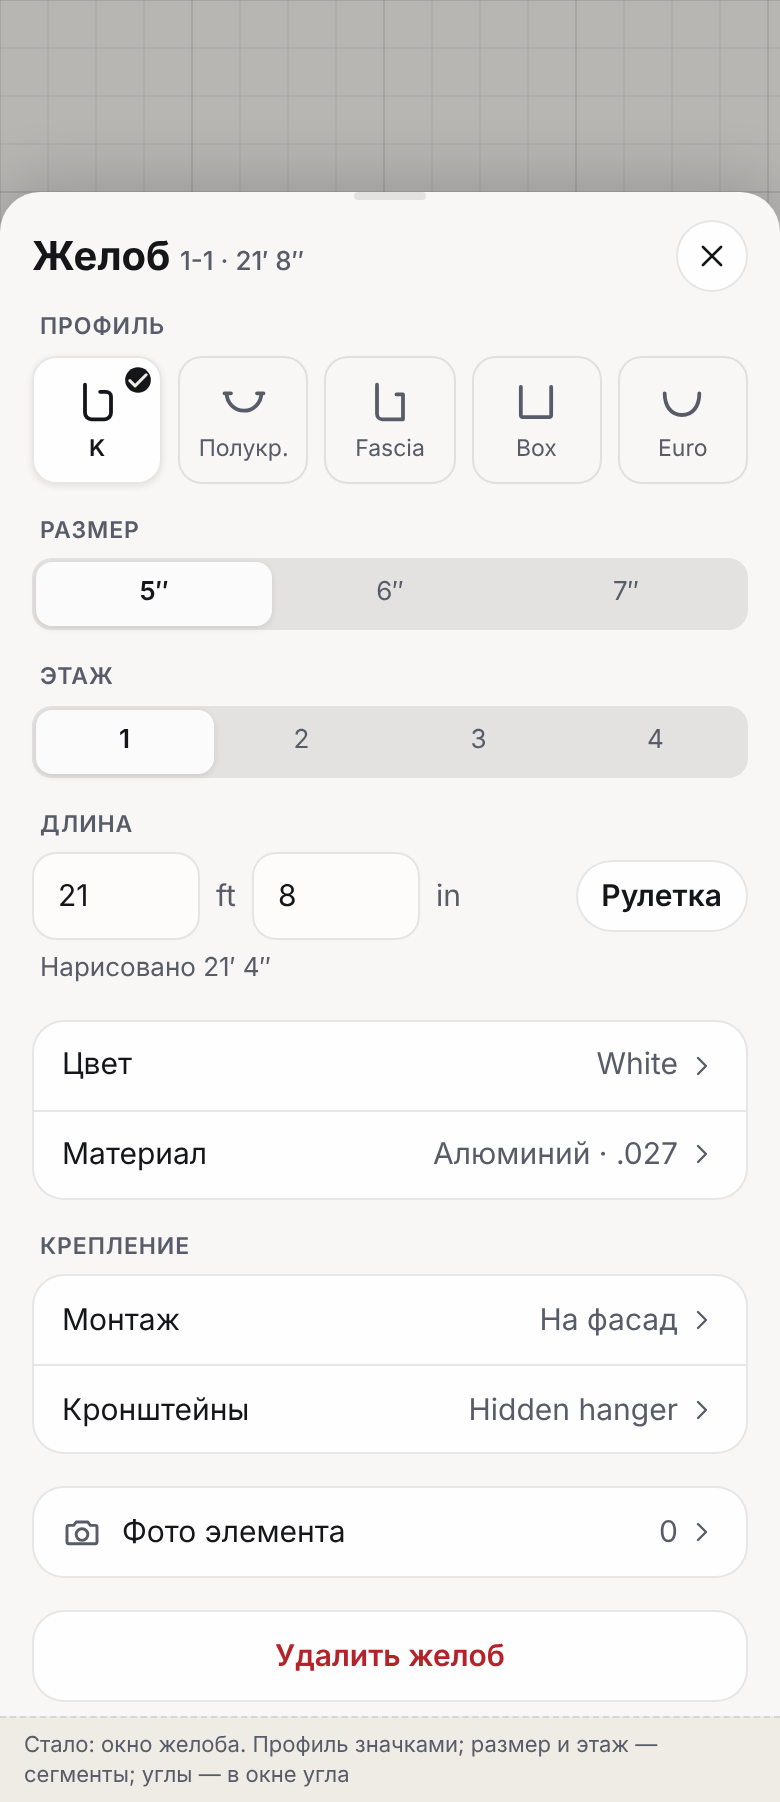 Желоб 1-1 · 21′ 8″
ПРОФИЛЬ
K Полукр. Fascia Box Euro
РАЗМЕР
5″ 6″ 7″
ЭТАЖ
1 2 3 4
ДЛИНА
21 ft 8 in Рулетка
Нарисовано 21′ 4″
Цвет White
Материал Алюминий · .027
КРЕПЛЕНИЕ
Монтаж На фасад
Кронштейны Hidden hanger
Фото элемента 0
Удалить желоб
Стало: окно желоба. Профиль значками; размер и этаж —
сегменты; углы — в окне угла